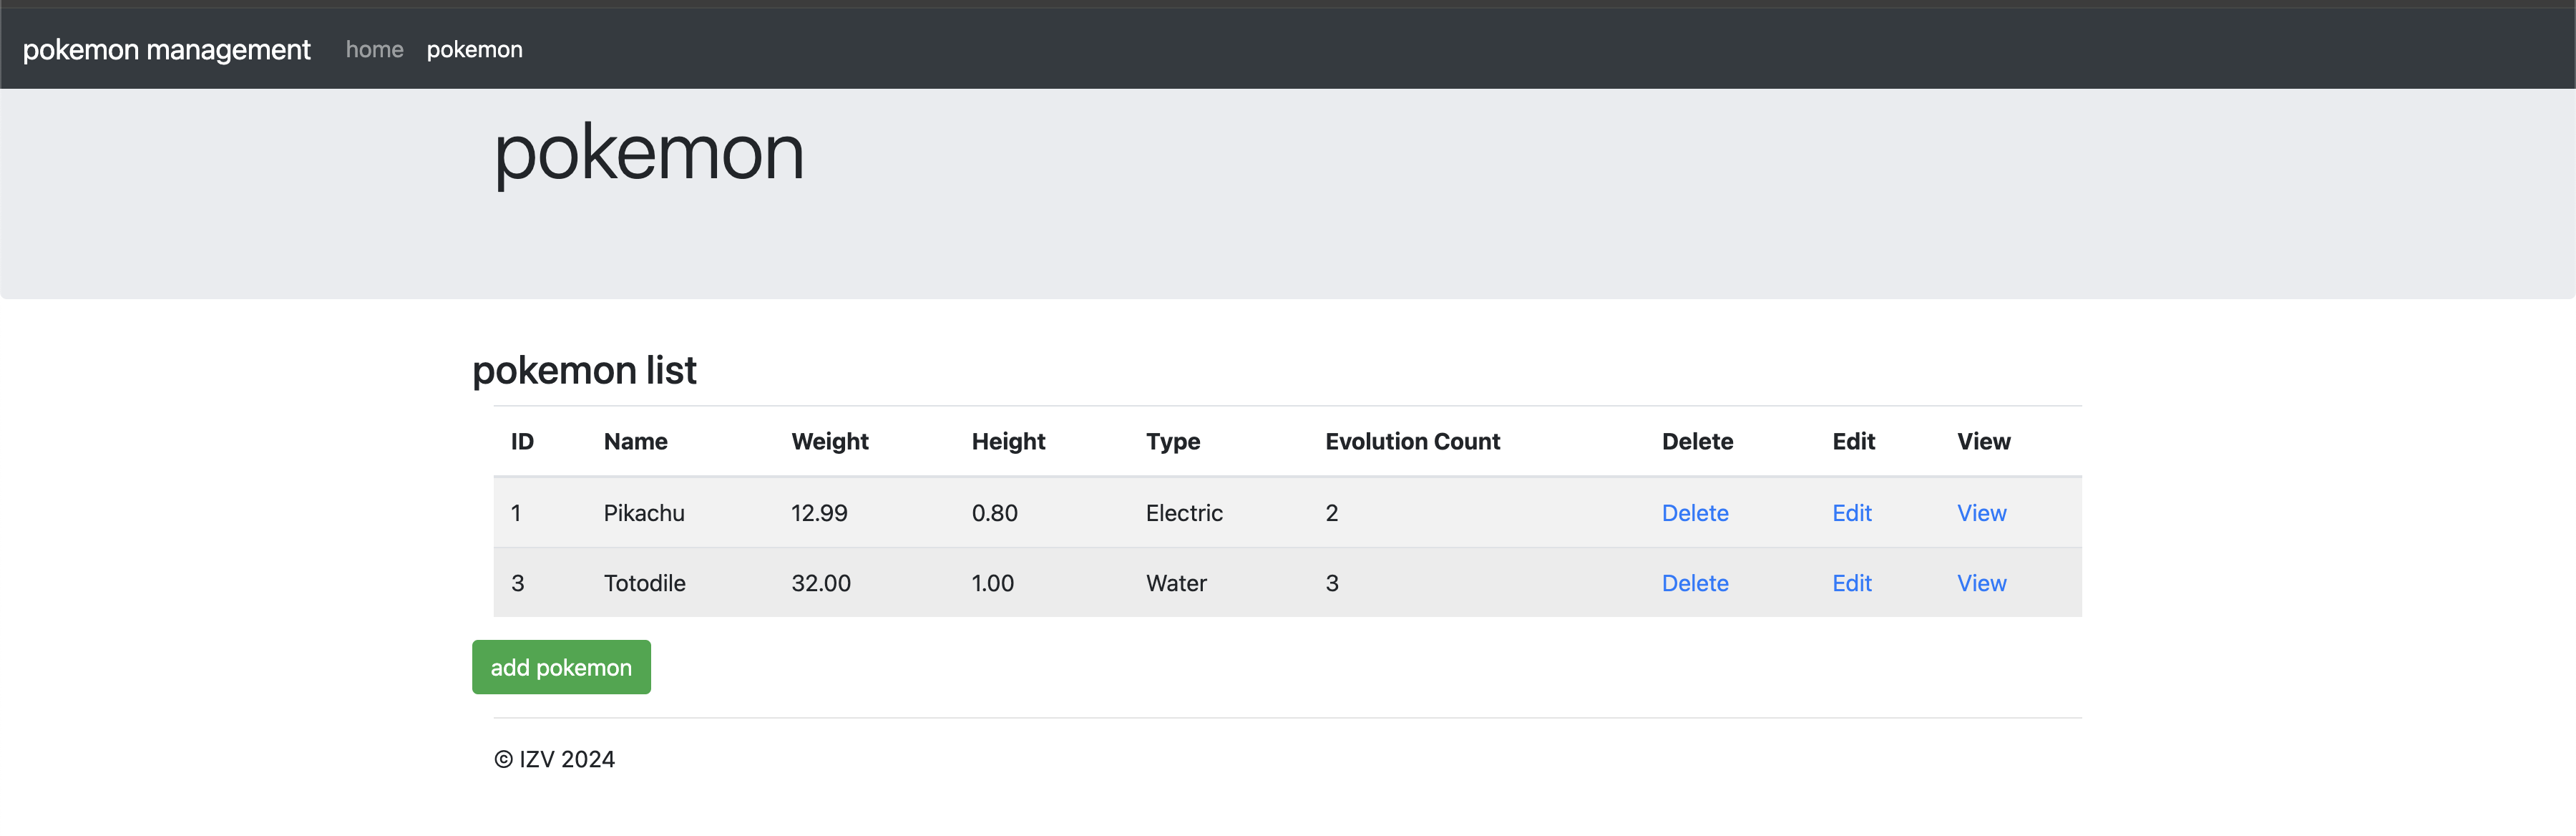 pokemon management home pokemon
pokemon
pokemon list
ID Name Weight Height Type Evolution Count Delete Edit View
1 Pikachu 12.99 0.80 Electric 2 Delete Edit View
3 Totodile 32.00 1.00 Water 3 Delete Edit View
add pokemon
© IZV 2024